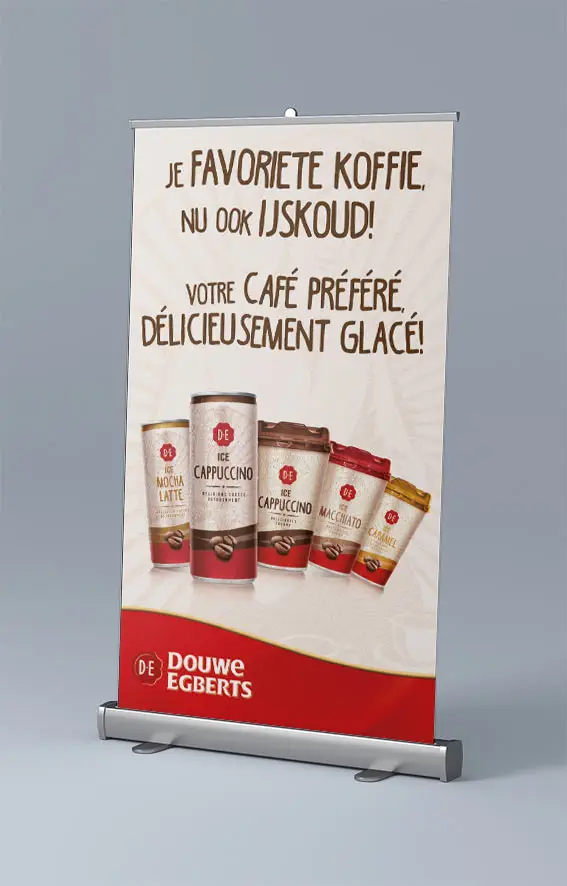 JE FAVORIETE KOFFIE,
NU OOK IJSKOUD!
VOTRE CAFÉ PRÉFÉRÉ,
DÉLICIEUSEMENT GLACÉ!
D·E
ICE
MOCHA
LATTE
D·E
ICE
CAPPUCCINO
D·E
ICE
CAPPUCCINO
D·E
ICE
MACCHIATO
D·E
ICE
CARAMEL
D·E
DOUWE
EGBERTS